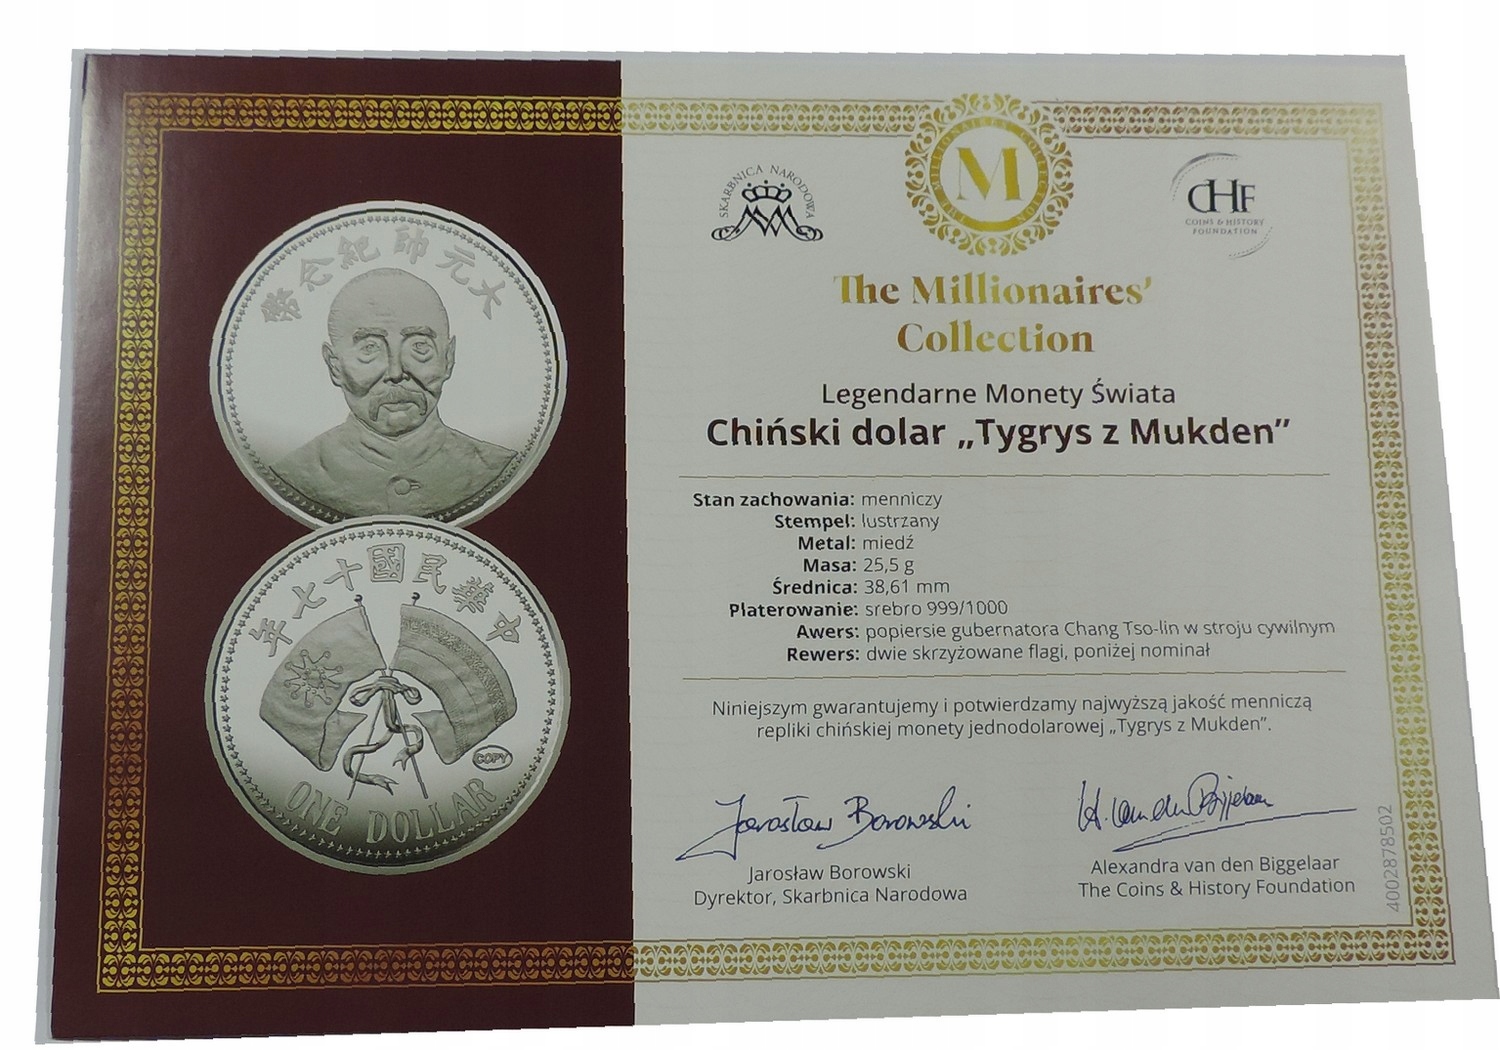 大元帥紀念幣
中華民國十七年
COPY
ONE DOLLAR
SKARBNICA NARODOWA
M
CHF
COINS & HISTORY
FOUNDATION
The Millionaires'
Collection
Legendarne Monety Świata
Chiński dolar „Tygrys z Mukden”
Stan zachowania: menniczy
Stempel: lustrzany
Metal: miedź
Masa: 25,5 g
Średnica: 38,61 mm
Platerowanie: srebro 999/1000
Awers: popiersie gubernatora Chang Tso-lin w stroju cywilnym
Rewers: dwie skrzyżowane flagi, poniżej nominał
Niniejszym gwarantujemy i potwierdzamy najwyższą jakość menniczą
repliki chińskiej monety jednodolarowej „Tygrys z Mukden”.
Jarosław Borowski
Jarosław Borowski
Dyrektor, Skarbnica Narodowa
Alexandra van den Biggelaar
The Coins & History Foundation
4002878502